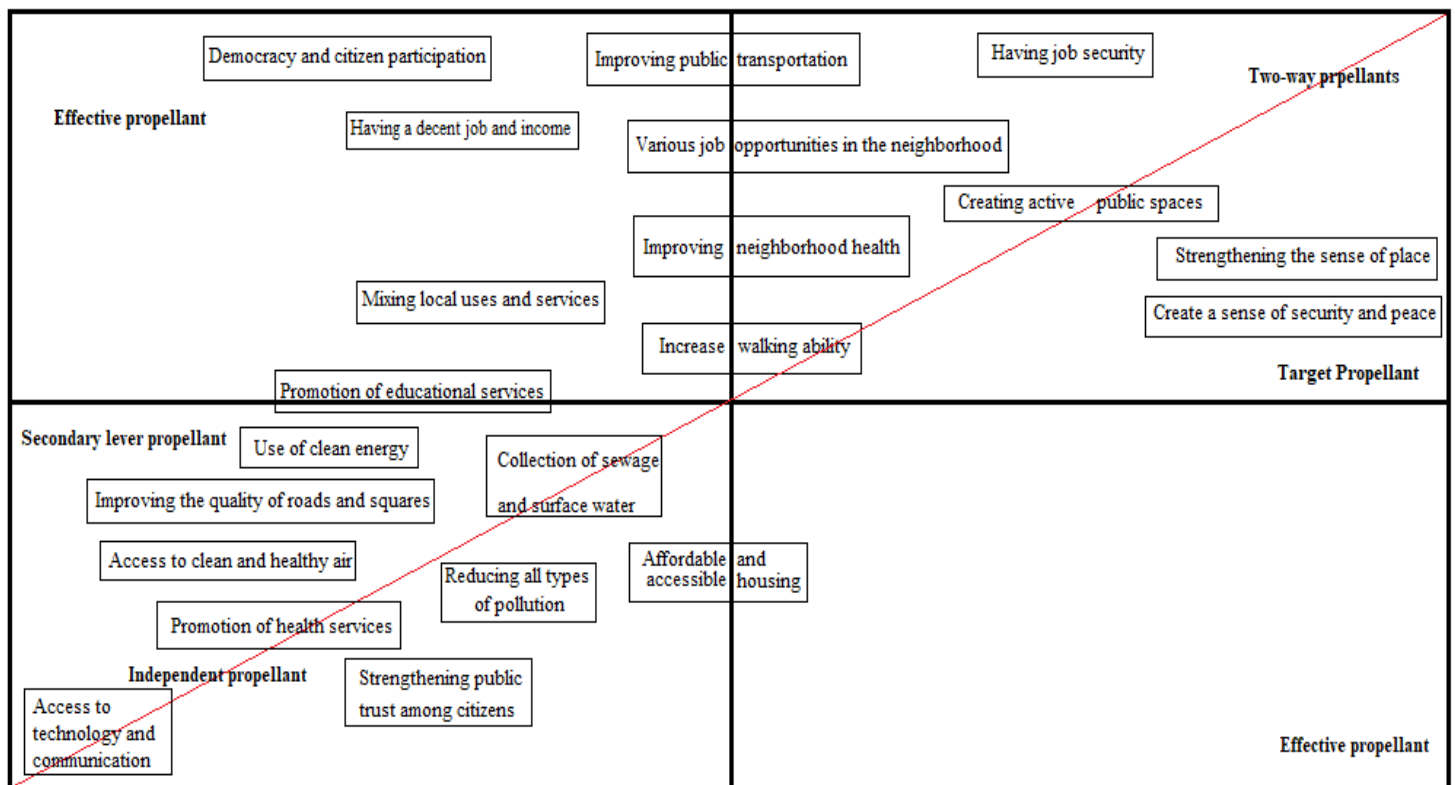 Democracy and citizen participation
Improving public transportation
Having job security
Two-way prpellants
Effective propellant
Having a decent job and income
Various job opportunities in the neighborhood
Creating active public spaces
Improving neighborhood health
Strengthening the sense of place
Mixing local uses and services
Create a sense of security and peace
Increase walking ability
Target Propellant
Promotion of educational services
Secondary lever propellant
Use of clean energy
Collection of sewage
and surface water
Improving the quality of roads and squares
Access to clean and healthy air
Affordable and
accessible housing
Reducing all types
of pollution
Promotion of health services
Independent propellant
Strengthening public
trust among citizens
Access to
technology and
communication
Effective propellant